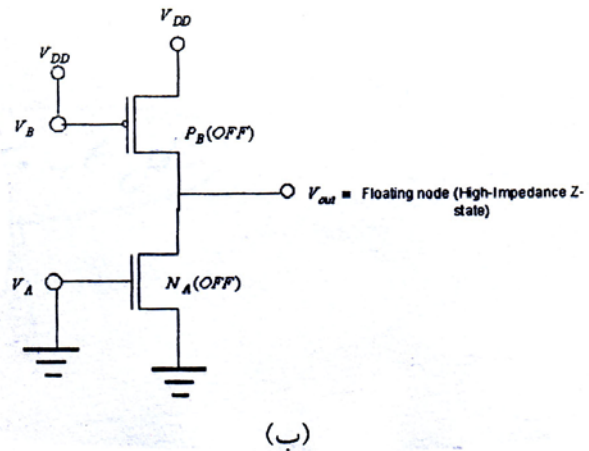 V_DD
V_DD
V_B
P_B(OFF)
V_out = Floating node (High-Impedance Z-
state)
V_A
N_A(OFF)
(ب)